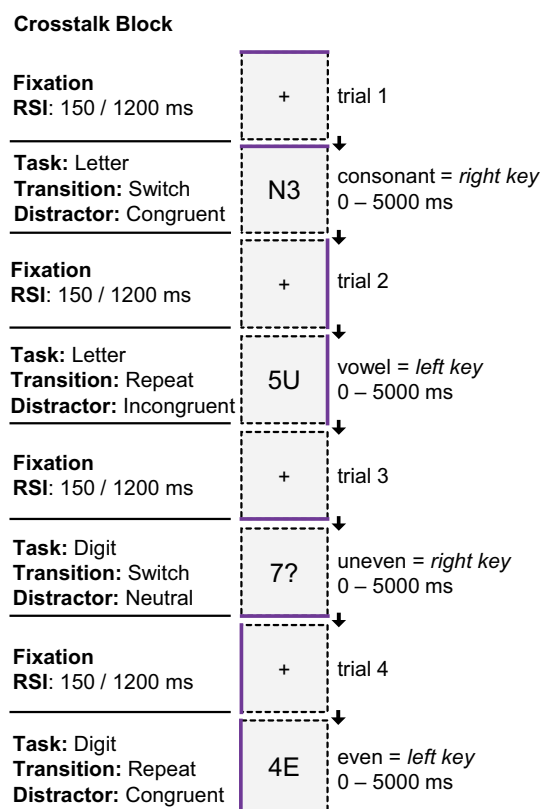 Crosstalk Block
Fixation
RSI: 150 / 1200 ms
+
trial 1
Task: Letter
Transition: Switch
Distractor: Congruent
N3
consonant = right key
0 – 5000 ms
Fixation
RSI: 150 / 1200 ms
+
trial 2
Task: Letter
Transition: Repeat
Distractor: Incongruent
5U
vowel = left key
0 – 5000 ms
Fixation
RSI: 150 / 1200 ms
+
trial 3
Task: Digit
Transition: Switch
Distractor: Neutral
7?
uneven = right key
0 – 5000 ms
Fixation
RSI: 150 / 1200 ms
+
trial 4
Task: Digit
Transition: Repeat
Distractor: Congruent
4E
even = left key
0 – 5000 ms